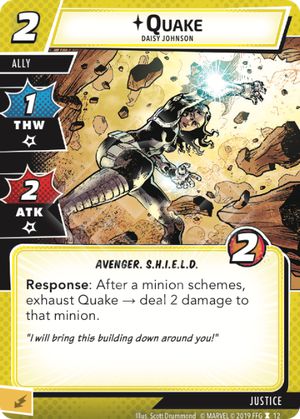 2
Quake
DAISY JOHNSON
ALLY
1
THW
2
ATK
2
AVENGER. S.H.I.E.L.D.
Response: After a minion schemes,
exhaust Quake → deal 2 damage to
that minion.
"I will bring this building down around you!"
Illus. Scott Drummond © MARVEL © 2019 FFG 12
JUSTICE